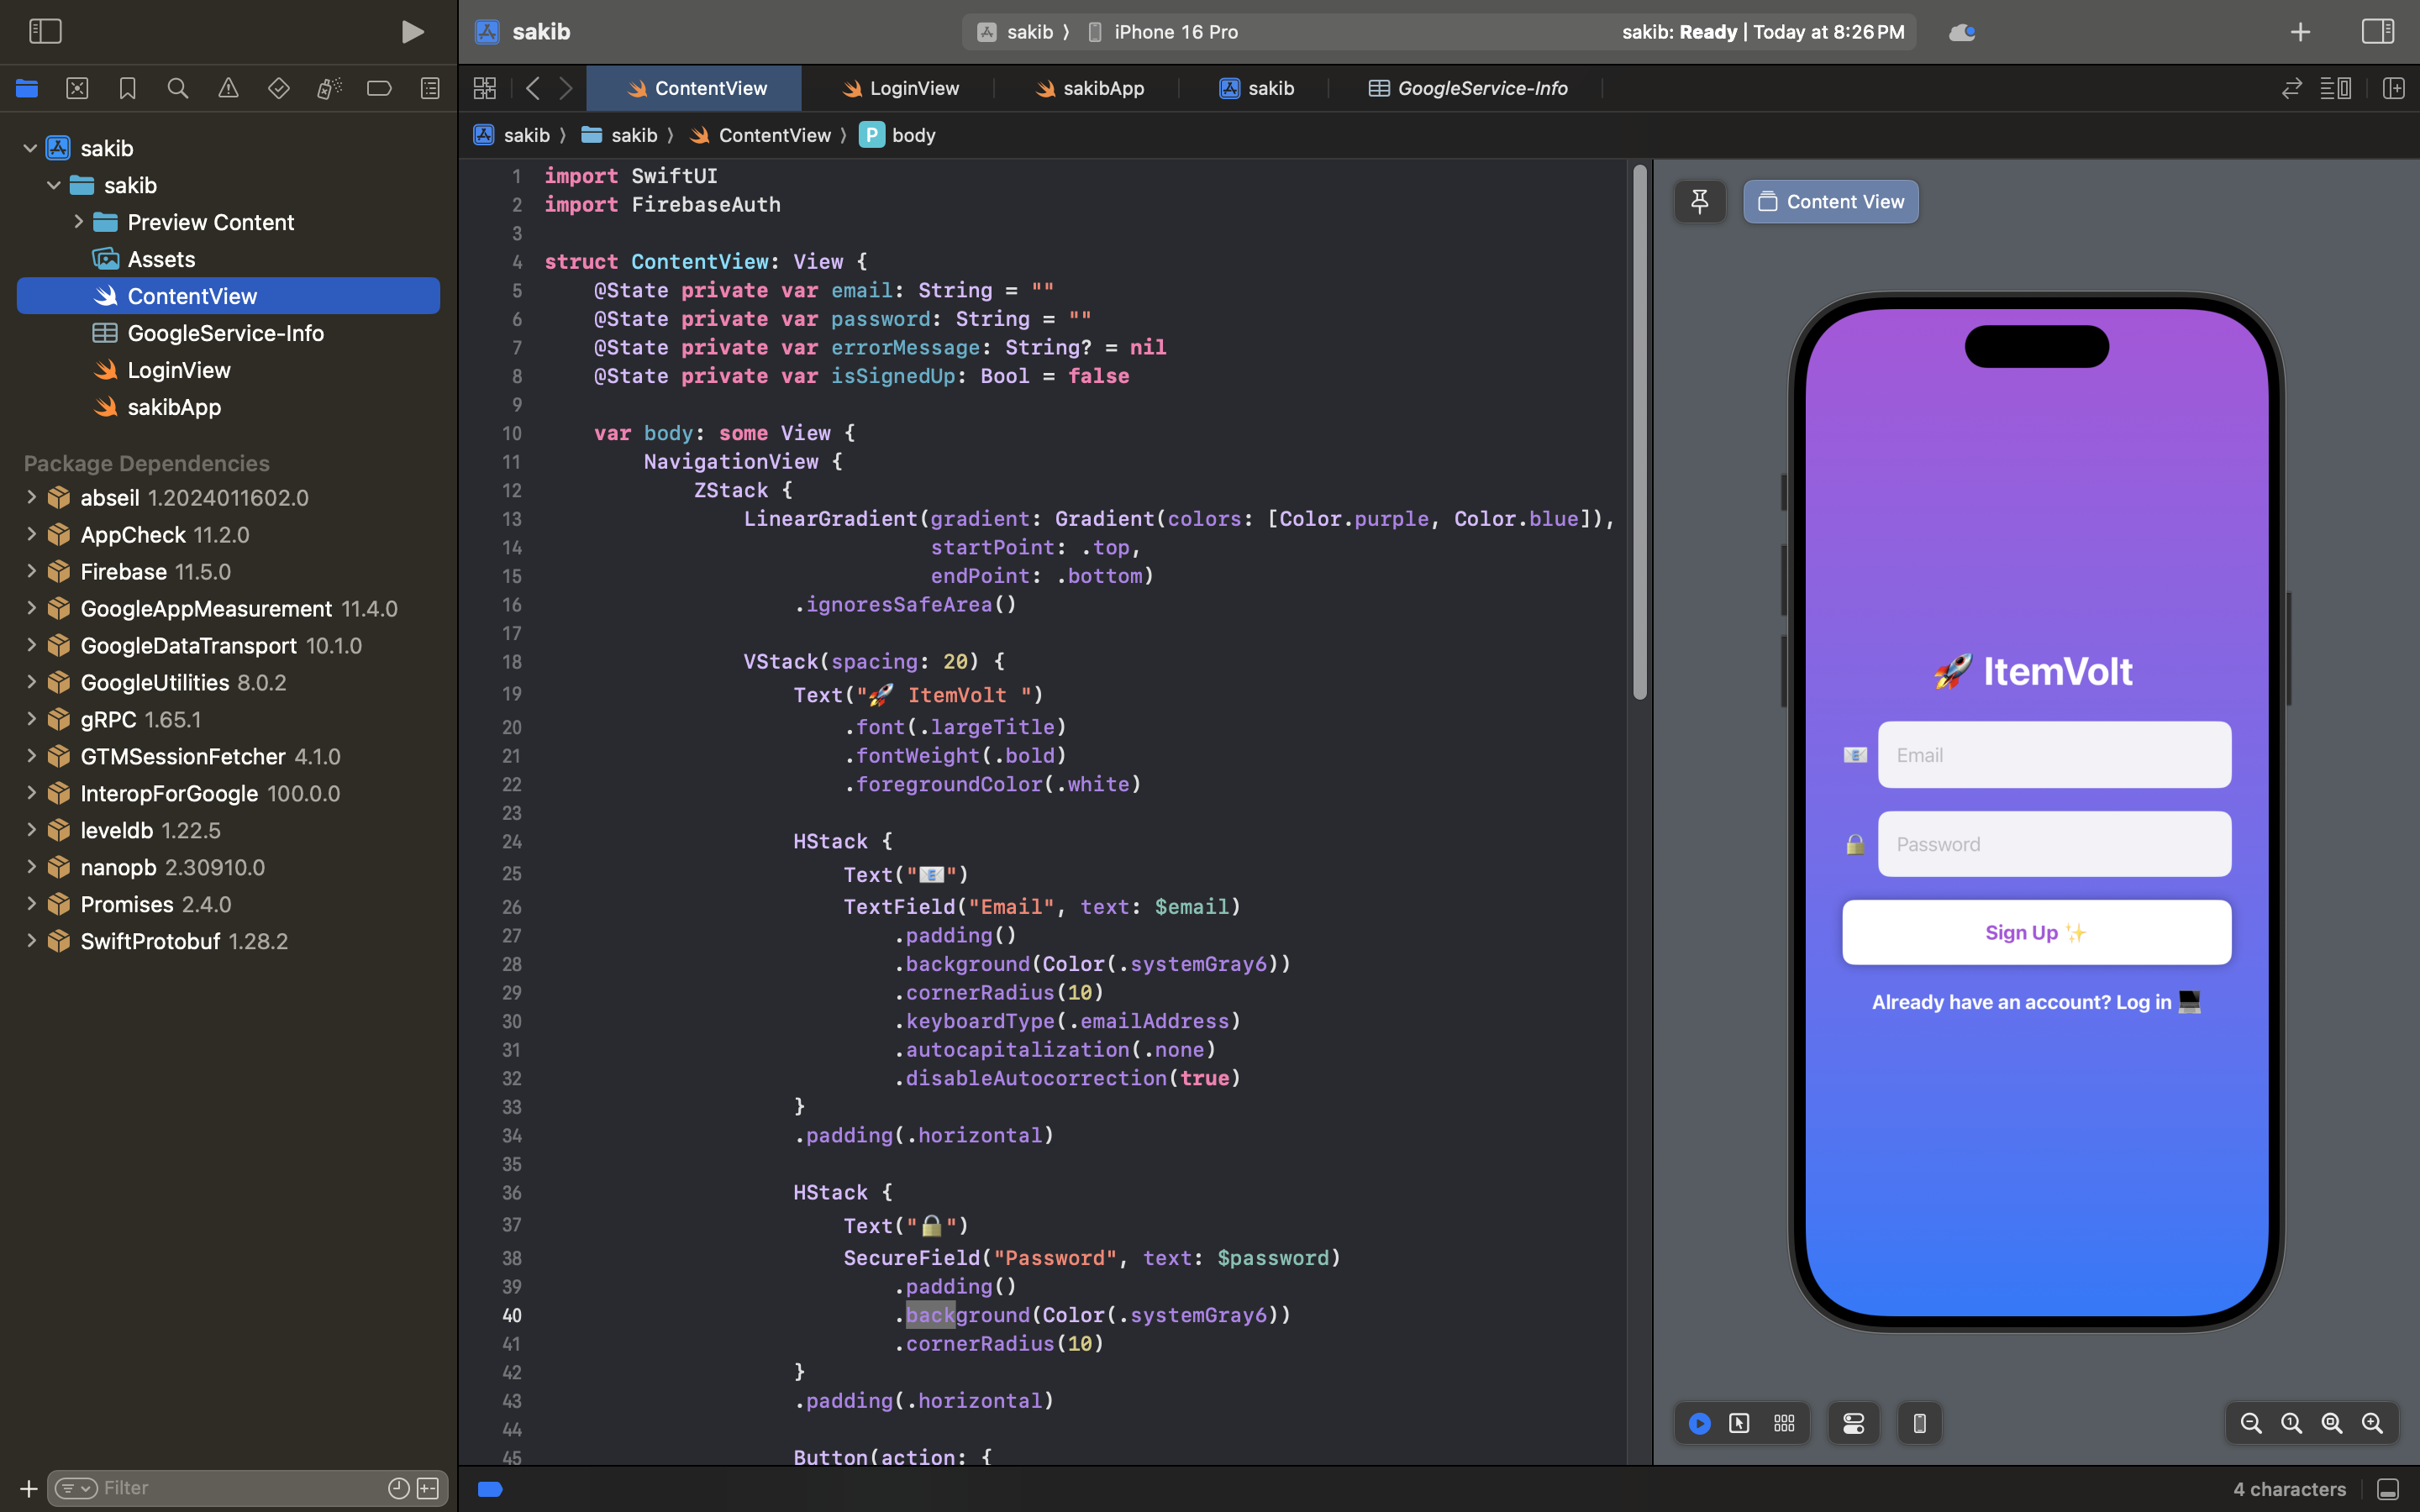 sakib
sakib 〉 iPhone 16 Pro
sakib: Ready | Today at 8:26 PM
ContentView
LoginView
sakibApp
sakib
GoogleService-Info
sakib 〉 sakib 〉 ContentView 〉 P body
sakib
sakib
Preview Content
Assets
ContentView
GoogleService-Info
LoginView
sakibApp
Package Dependencies
abseil 1.2024011602.0
AppCheck 11.2.0
Firebase 11.5.0
GoogleAppMeasurement 11.4.0
GoogleDataTransport 10.1.0
GoogleUtilities 8.0.2
gRPC 1.65.1
GTMSessionFetcher 4.1.0
InteropForGoogle 100.0.0
leveldb 1.22.5
nanopb 2.30910.0
Promises 2.4.0
SwiftProtobuf 1.28.2
Filter
1 import SwiftUI
2 import FirebaseAuth
3
4 struct ContentView: View {
5 @State private var email: String = ""
6 @State private var password: String = ""
7 @State private var errorMessage: String? = nil
8 @State private var isSignedUp: Bool = false
9
10 var body: some View {
11 NavigationView {
12 ZStack {
13 LinearGradient(gradient: Gradient(colors: [Color.purple, Color.blue]),
14 startPoint: .top,
15 endPoint: .bottom)
16 .ignoresSafeArea()
17
18 VStack(spacing: 20) {
19 Text("🚀 ItemVolt ")
20 .font(.largeTitle)
21 .fontWeight(.bold)
22 .foregroundColor(.white)
23
24 HStack {
25 Text("📧")
26 TextField("Email", text: $email)
27 .padding()
28 .background(Color(.systemGray6))
29 .cornerRadius(10)
30 .keyboardType(.emailAddress)
31 .autocapitalization(.none)
32 .disableAutocorrection(true)
33 }
34 .padding(.horizontal)
35
36 HStack {
37 Text("🔒")
38 SecureField("Password", text: $password)
39 .padding()
40 .background(Color(.systemGray6))
41 .cornerRadius(10)
42 }
43 .padding(.horizontal)
44
45 Button(action: {
Content View
🚀 ItemVolt
📧 Email
🔒 Password
Sign Up ✨
Already have an account? Log in 💻
4 characters